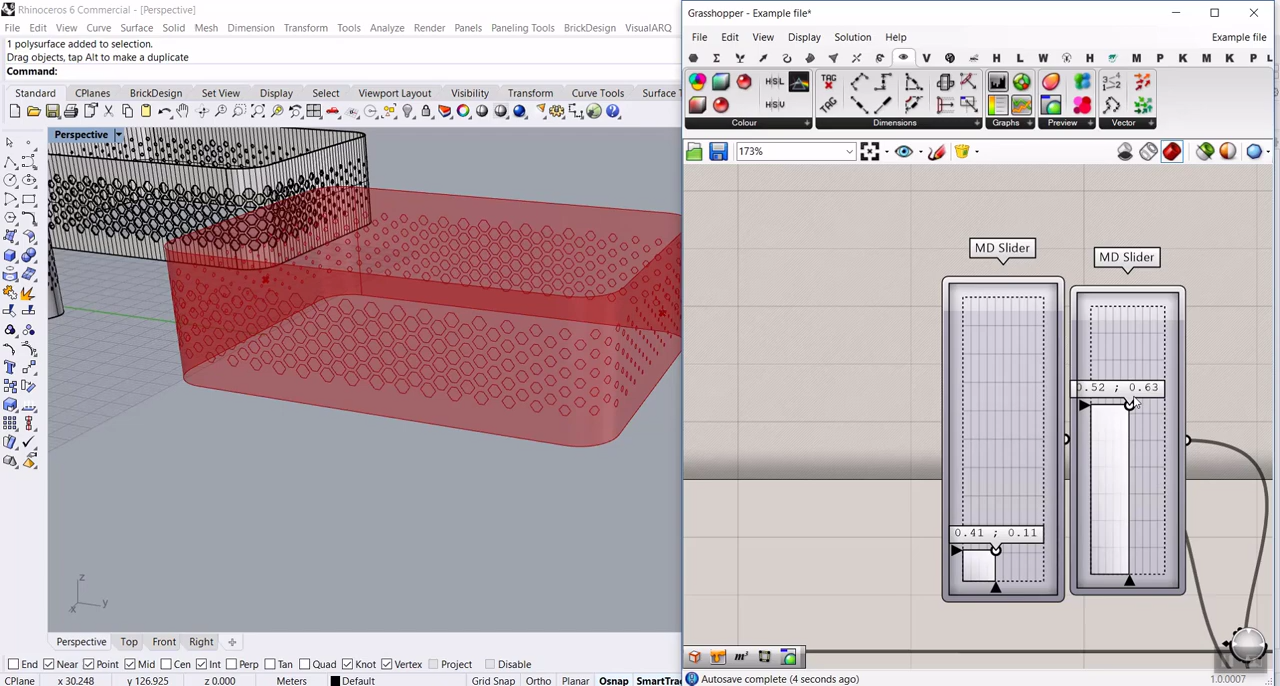 Rhinoceros 6 Commercial - [Perspective]
File Edit View Curve Surface Solid Mesh Dimension Transform Tools Analyze Render Panels Paneling Tools BrickDesign VisualARQ
1 polysurface added to selection.
Drag objects, tap Alt to make a duplicate
Command:
Standard CPlanes BrickDesign Set View Display Select Viewport Layout Visibility Transform Curve Tools Surface T
Perspective
z
x y
Perspective Top Front Right
End Near Point Mid Cen Int Perp Tan Quad Knot Vertex Project Disable
CPlane x 30.248 y 126.925 z 0.000 Meters Default Grid Snap Ortho Planar Osnap SmartTrac
Grasshopper - Example file*
File Edit View Display Solution Help Example file
V H L W H M P K M K P L
HSL
HSV
TAG
TAG
Colour Dimensions Graphs Preview Vector
173%
MD Slider
MD Slider
0.52 ; 0.63
0.41 ; 0.11
Autosave complete (4 seconds ago)
1.0.0007